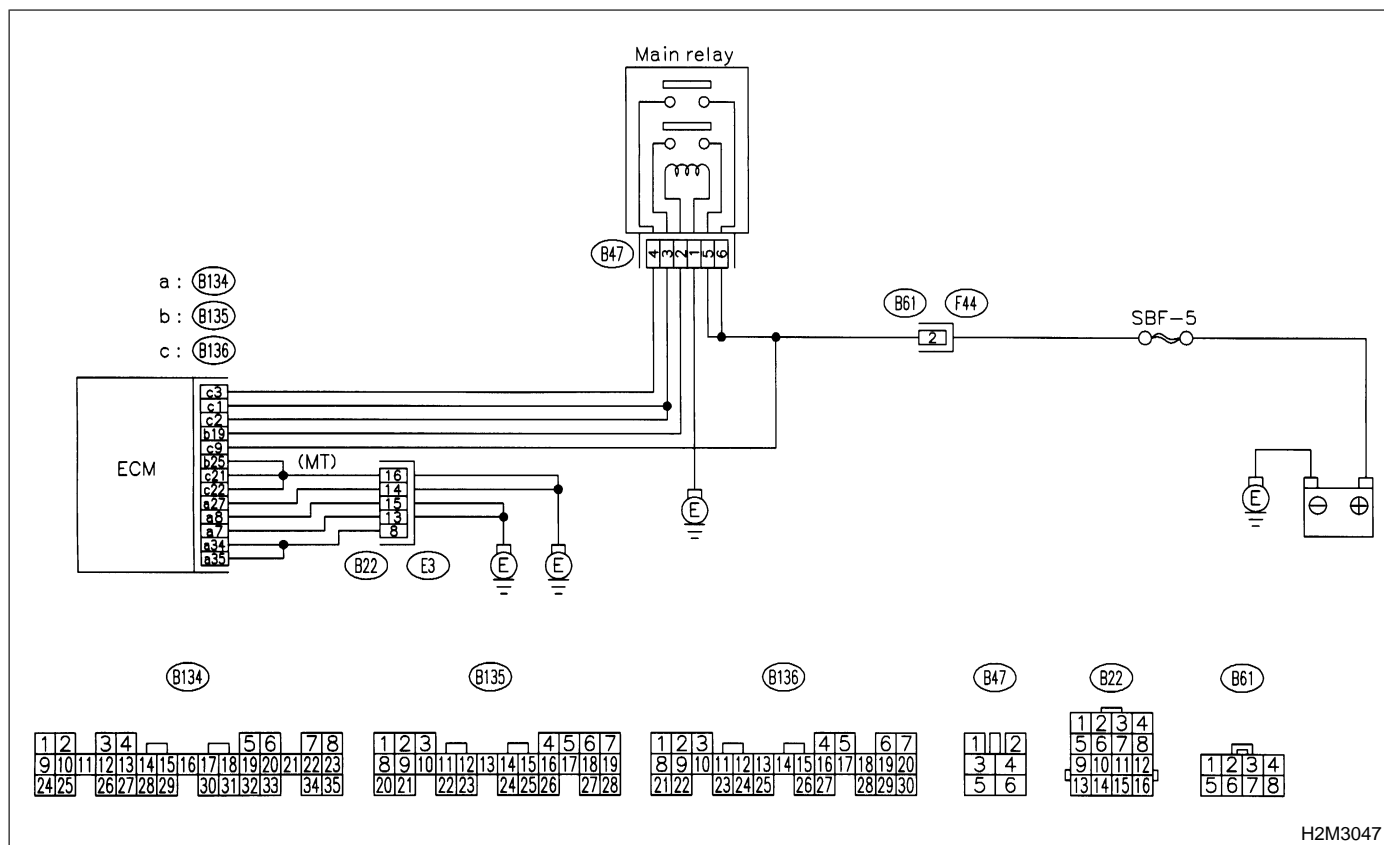 Main relay
B47
4 3 2 1 5 6
a : B134
b : B135
c : B136
B61 F44
2
SBF-5
ECM
c3
c1
c2
b19
c9
b25
c21
c22
a27
a8
a7
a34
a35
(MT)
16
14
15
13
8
B22 E3
E
E
E
E
⊖ ⊕
B134
1 2 3 4 5 6 7 8
9 10 11 12 13 14 15 16 17 18 19 20 21 22 23
24 25 26 27 28 29 30 31 32 33 34 35
B135
1 2 3 4 5 6 7
8 9 10 11 12 13 14 15 16 17 18 19
20 21 22 23 24 25 26 27 28
B136
1 2 3 4 5 6 7
8 9 10 11 12 13 14 15 16 17 18 19 20
21 22 23 24 25 26 27 28 29 30
B47
1 2
3 4
5 6
B22
1 2 3 4
5 6 7 8
9 10 11 12
13 14 15 16
B61
1 2 3 4
5 6 7 8
H2M3047